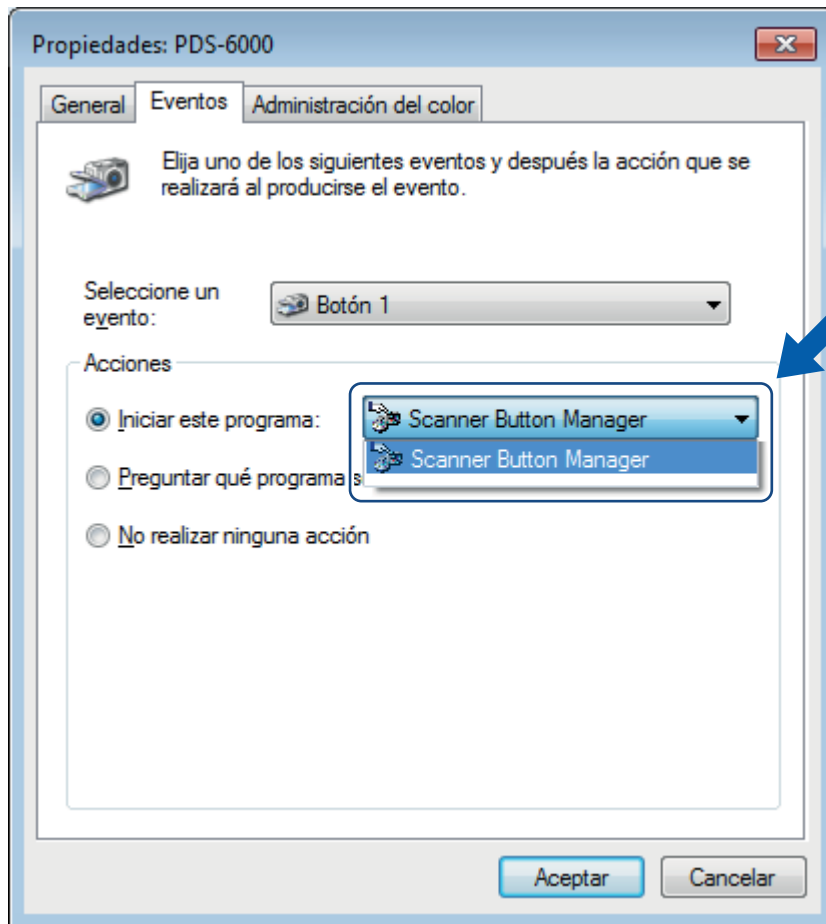 Propiedades: PDS-6000
General Eventos Administración del color
Elija uno de los siguientes eventos y después la acción que se
realizará al producirse el evento.
Seleccione un
evento:
Botón 1
Acciones
Iniciar este programa:
Scanner Button Manager
Scanner Button Manager
Preguntar qué programa s
No realizar ninguna acción
Aceptar Cancelar